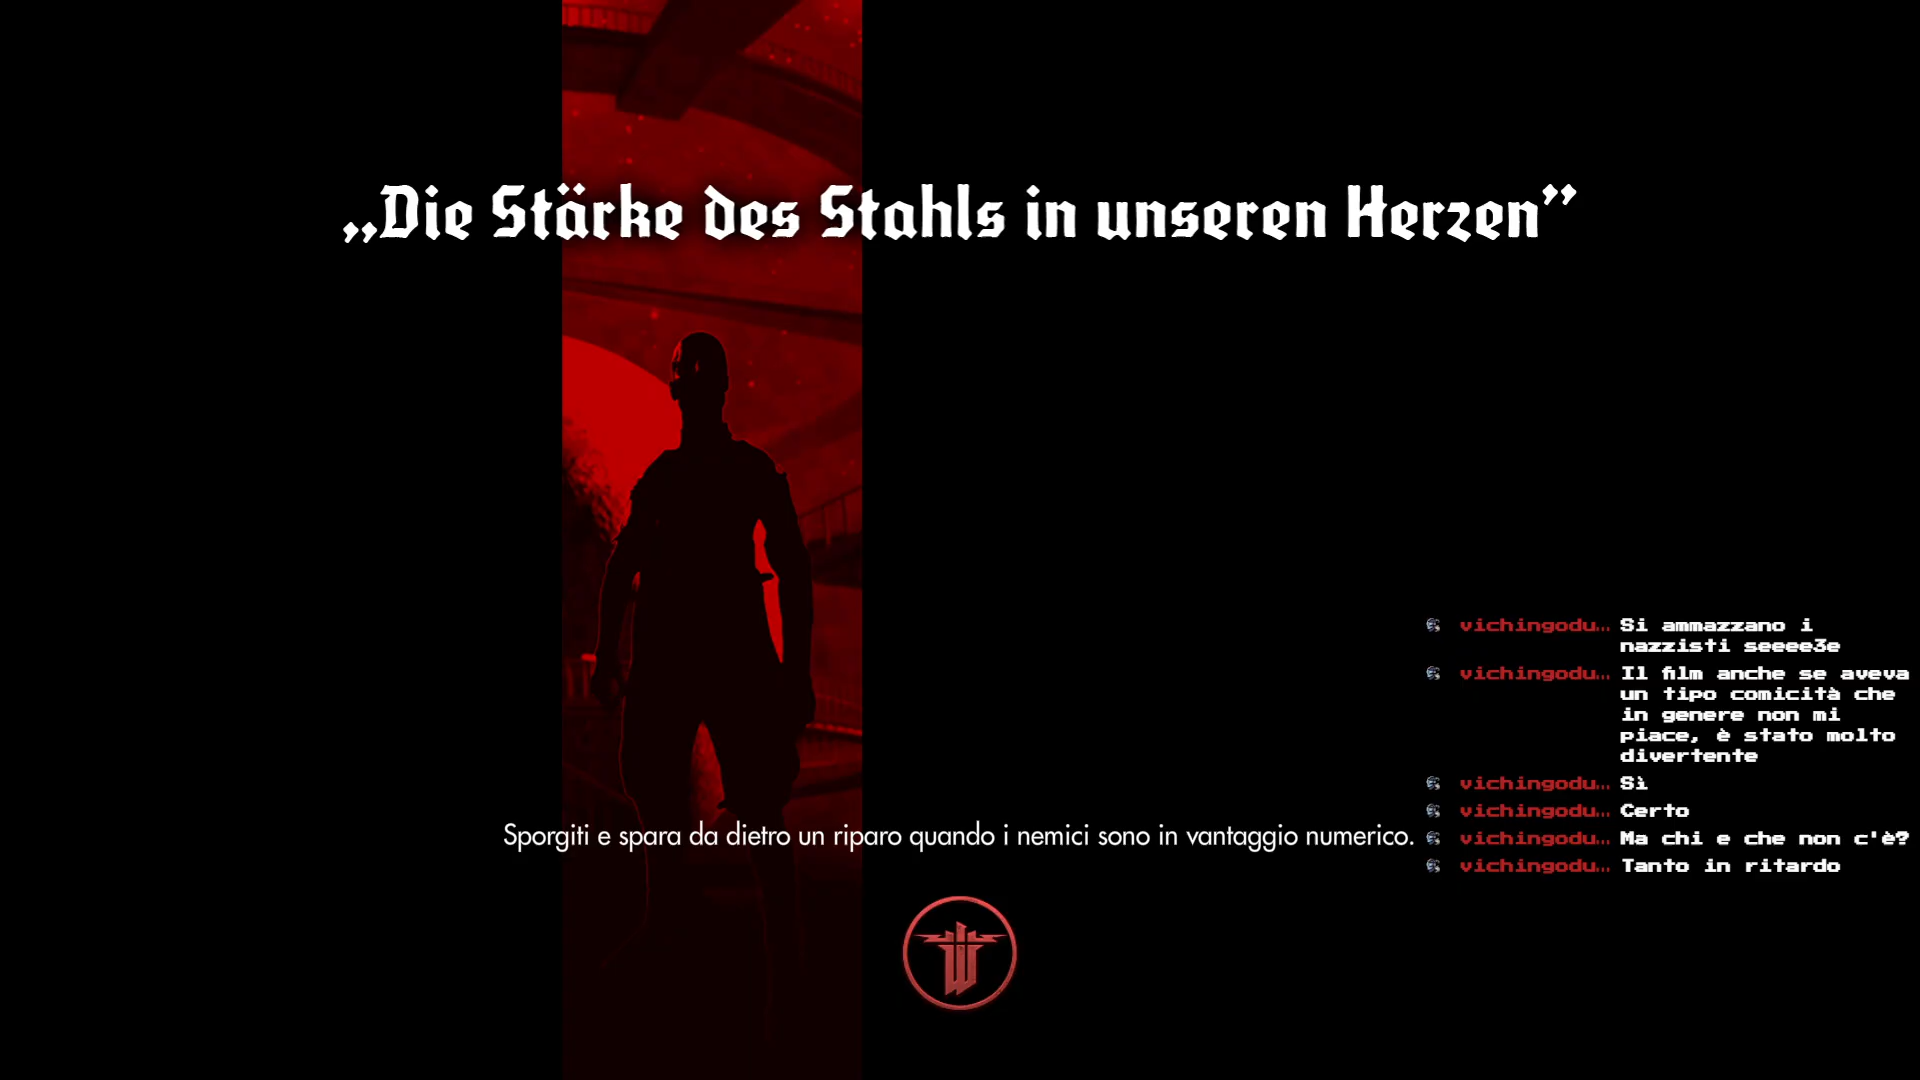 „Die Stärke des Stahls in unseren Herzen”
Sporgiti e spara da dietro un riparo quando i nemici sono in vantaggio numerico.
vichingodu... Si ammazzano i
nazzisti seeee3e
vichingodu... Il film anche se aveva
un tipo comicità che
in genere non mi
piace, è stato molto
divertente
vichingodu... Sì
vichingodu... Certo
vichingodu... Ma chi e che non c'è?
vichingodu... Tanto in ritardo